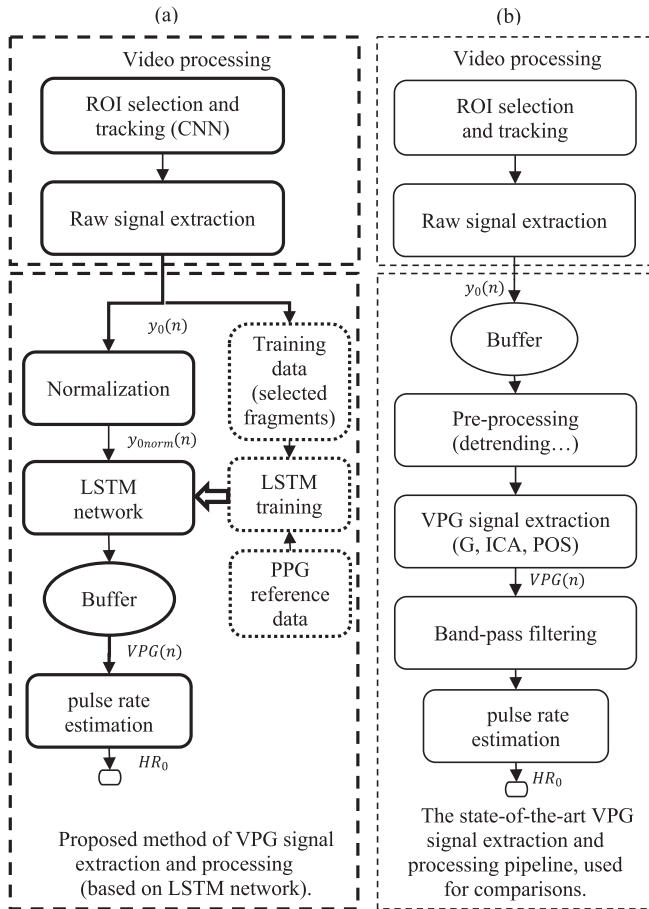 (a)
Video processing
ROI selection and
tracking (CNN)
Raw signal extraction
y₀(n)
Normalization
y₀ₙₒᵣₘ(n)
LSTM
network
Buffer
VPG(n)
pulse rate
estimation
HR₀
Training
data
(selected
fragments)
LSTM
training
PPG
reference
data
Proposed method of VPG signal
extraction and processing
(based on LSTM network).
(b)
Video processing
ROI selection
and tracking
Raw signal extraction
y₀(n)
Buffer
Pre-processing
(detrending…)
VPG signal extraction
(G, ICA, POS)
VPG(n)
Band-pass filtering
pulse rate
estimation
HR₀
The state-of-the-art VPG
signal extraction and
processing pipeline, used
for comparisons.